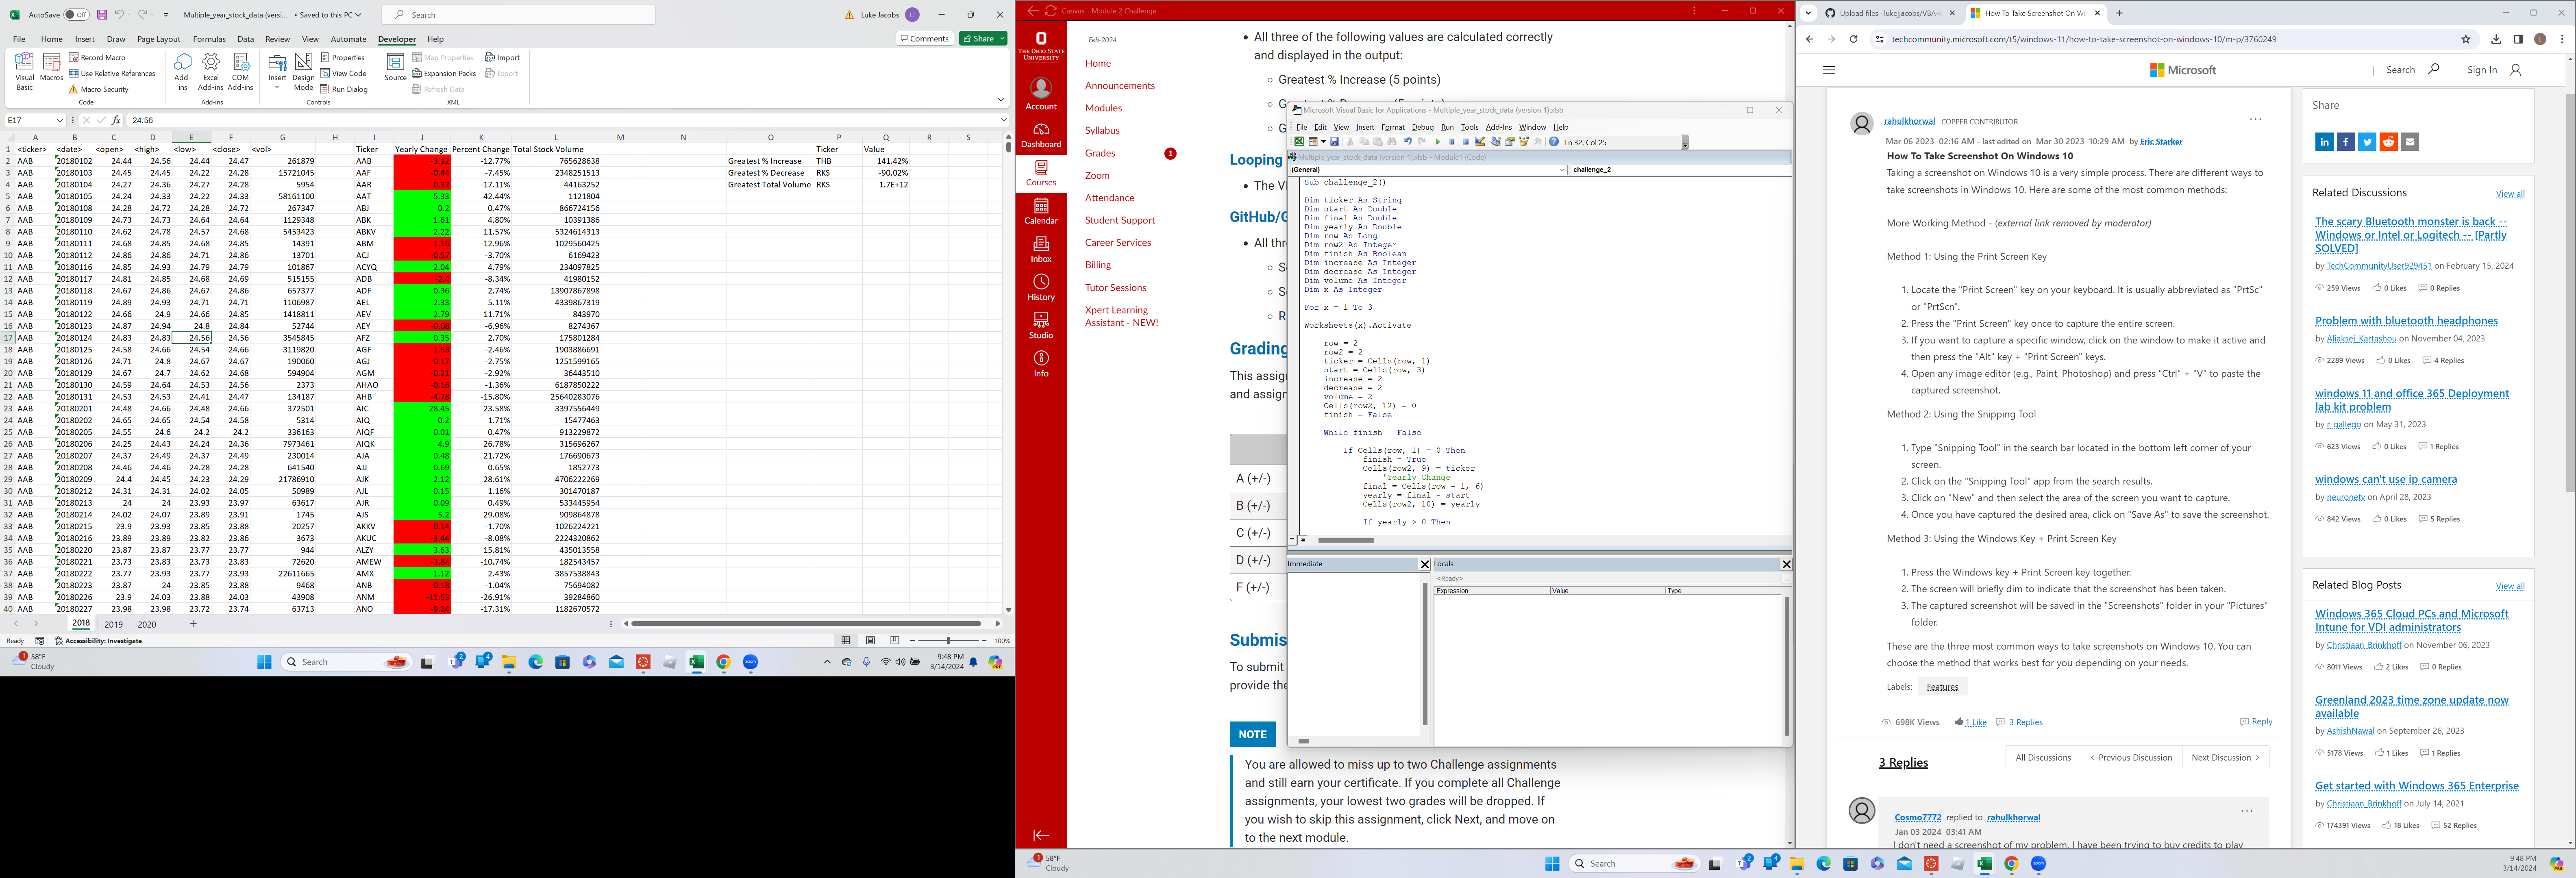 AutoSave Off Multiple_year_stock_data (versi... • Saved to this PC Search Luke Jacobs LJ
File Home Insert Draw Page Layout Formulas Data Review View Automate Developer Help Comments Share
Visual Basic Macros Record Macro Use Relative References Macro Security Code
Add-ins Excel Add-ins COM Add-ins Add-ins
Insert Design Mode Properties View Code Run Dialog Controls
Source Map Properties Expansion Packs Refresh Data Import Export XML
E17 fx 24.56
A B C D E F G H I J K L M N O P Q R S
1 <ticker> <date> <open> <high> <low> <close> <vol> Ticker Yearly Change Percent Change Total Stock Volume Ticker Value
2 AAB 20180102 24.44 24.56 24.44 24.47 261879 AAB -3.12 -12.77% 765628638 Greatest % Increase THB 141.42%
3 AAB 20180103 24.45 24.45 24.22 24.28 15721045 AAF -0.44 -7.45% 2348251513 Greatest % Decrease RKS -90.02%
4 AAB 20180104 24.27 24.36 24.27 24.28 5954 AAR -0.32 -17.11% 44163252 Greatest Total Volume RKS 1.7E+12
5 AAB 20180105 24.24 24.33 24.22 24.33 58161100 AAT 5.33 42.44% 1121804
6 AAB 20180108 24.28 24.72 24.28 24.72 267347 ABJ 0.2 0.47% 866724156
7 AAB 20180109 24.73 24.73 24.64 24.64 1129348 ABK 1.61 4.80% 10391386
8 AAB 20180110 24.62 24.78 24.57 24.68 5453423 ABKV 2.22 11.57% 5324614313
9 AAB 20180111 24.68 24.85 24.68 24.85 14391 ABM -1.16 -12.96% 1029560425
10 AAB 20180112 24.86 24.86 24.71 24.86 13701 ACJ -0.57 -3.70% 6169423
11 AAB 20180116 24.85 24.93 24.79 24.79 101867 ACYQ 2.04 4.79% 234097825
12 AAB 20180117 24.81 24.85 24.68 24.69 515155 ADB -2.4 -8.34% 41980152
13 AAB 20180118 24.67 24.86 24.67 24.86 657377 ADF 0.36 2.74% 13907867898
14 AAB 20180119 24.89 24.93 24.71 24.71 1106987 AEL 2.33 5.11% 4339867319
15 AAB 20180122 24.66 24.9 24.66 24.85 1418811 AEV 2.79 11.71% 843970
16 AAB 20180123 24.87 24.94 24.8 24.84 52744 AEY -0.08 -6.96% 8274367
17 AAB 20180124 24.83 24.83 24.56 24.56 3545845 AFZ 0.35 2.70% 175801284
18 AAB 20180125 24.58 24.66 24.54 24.66 3119820 AGF -1.53 -2.46% 1903886691
19 AAB 20180126 24.71 24.8 24.67 24.67 190060 AGJ -0.17 -2.75% 1251599165
20 AAB 20180129 24.67 24.7 24.62 24.68 594904 AGM -0.21 -2.92% 36443510
21 AAB 20180130 24.59 24.64 24.53 24.56 2373 AHAO -0.16 -1.36% 6187850222
22 AAB 20180131 24.53 24.53 24.41 24.47 134187 AHB -4.78 -15.80% 25640283076
23 AAB 20180201 24.48 24.66 24.48 24.66 372501 AIC 28.45 23.58% 3397556449
24 AAB 20180202 24.65 24.65 24.54 24.58 5314 AIQ 0.2 1.71% 15477463
25 AAB 20180205 24.55 24.6 24.2 24.2 336163 AIQF 0.01 0.47% 913229872
26 AAB 20180206 24.25 24.43 24.24 24.36 7973461 AIQK 4.9 26.78% 315696267
27 AAB 20180207 24.37 24.49 24.37 24.49 230014 AJA 0.48 21.72% 176690673
28 AAB 20180208 24.46 24.46 24.28 24.28 641540 AJJ 0.69 0.65% 1852773
29 AAB 20180209 24.4 24.45 24.23 24.29 21786910 AJK 2.12 28.61% 4706222269
30 AAB 20180212 24.31 24.31 24.02 24.05 50989 AJL 0.15 1.16% 301470187
31 AAB 20180213 24 24 23.93 23.97 63617 AJR 0.09 0.49% 533445954
32 AAB 20180214 24.02 24.07 23.89 23.91 1745 AJS 5.2 29.08% 909864878
33 AAB 20180215 23.9 23.93 23.85 23.88 20257 AKKV -0.14 -1.70% 1026224221
34 AAB 20180216 23.89 23.89 23.82 23.86 3673 AKUC -3.44 -8.08% 2224320862
35 AAB 20180220 23.87 23.87 23.77 23.77 944 ALZY 3.63 15.81% 435013558
36 AAB 20180221 23.73 23.83 23.73 23.83 72620 AMEW -3.84 -10.74% 182543457
37 AAB 20180222 23.77 23.93 23.77 23.93 22611665 AMX 1.12 2.43% 3857538843
38 AAB 20180223 23.87 24 23.85 23.88 9468 ANB -0.18 -1.04% 75694082
39 AAB 20180226 23.9 24.03 23.88 24.03 43908 ANM -11.53 -26.91% 39284860
40 AAB 20180227 23.98 23.98 23.72 23.74 63713 ANO -9.24 -17.31% 1182670572
2018 2019 2020 +
Ready Accessibility: Investigate 100%
58°F Cloudy Search 9:48 PM 3/14/2024
Canvas - Module 2 Challenge
THE OHIO STATE UNIVERSITY
Account
Dashboard
Courses
Calendar
Inbox
History
Studio
Info
Feb-2024
Home
Announcements
Modules
Syllabus
Grades 1
Zoom
Attendance
Student Support
Career Services
Billing
Tutor Sessions
Xpert Learning
Assistant - NEW!
• All three of the following values are calculated correctly
and displayed in the output:
Greatest % Increase (5 points)
Looping
• The VB
GitHub/G
• All thr
Grading
This assig
and assign
A (+/-)
B (+/-)
C (+/-)
D (+/-)
F (+/-)
Submis
To submit
provide the
NOTE
You are allowed to miss up to two Challenge assignments
and still earn your certificate. If you complete all Challenge
assignments, your lowest two grades will be dropped. If
you wish to skip this assignment, click Next, and move on
to the next module.
Microsoft Visual Basic for Applications - Multiple_year_stock_data (version 1).xlsb
File Edit View Insert Format Debug Run Tools Add-Ins Window Help
Ln 32, Col 25
Multiple_year_stock_data (version 1).xlsb - Module1 (Code)
(General) challenge_2
Sub challenge_2()
Dim ticker As String
Dim start As Double
Dim final As Double
Dim yearly As Double
Dim row As Long
Dim row2 As Integer
Dim finish As Boolean
Dim increase As Integer
Dim decrease As Integer
Dim volume As Integer
Dim x As Integer
For x = 1 To 3
Worksheets(x).Activate
row = 2
row2 = 2
ticker = Cells(row, 1)
start = Cells(row, 3)
increase = 2
decrease = 2
volume = 2
Cells(row2, 12) = 0
finish = False
While finish = False
If Cells(row, 1) = 0 Then
finish = True
Cells(row2, 9) = ticker
'Yearly Change
final = Cells(row - 1, 6)
yearly = final - start
Cells(row2, 10) = yearly
If yearly > 0 Then
Immediate
Locals
<Ready>
Expression Value Type
58°F Cloudy Search
Upload files · lukejjacobs/VBA- How To Take Screenshot On Wi
techcommunity.microsoft.com/t5/windows-11/how-to-take-screenshot-on-windows-10/m-p/3760249
Microsoft Search Sign In
rahulkhorwal COPPER CONTRIBUTOR
Mar 06 2023 02:16 AM - last edited on Mar 30 2023 10:29 AM by Eric Starker
How To Take Screenshot On Windows 10
Taking a screenshot on Windows 10 is a very simple process. There are different ways to
take screenshots in Windows 10. Here are some of the most common methods:
More Working Method - (external link removed by moderator)
Method 1: Using the Print Screen Key
1. Locate the "Print Screen" key on your keyboard. It is usually abbreviated as "PrtSc"
or "PrtScn".
2. Press the "Print Screen" key once to capture the entire screen.
3. If you want to capture a specific window, click on the window to make it active and
then press the "Alt" key + "Print Screen" keys.
4. Open any image editor (e.g., Paint, Photoshop) and press "Ctrl" + "V" to paste the
captured screenshot.
Method 2: Using the Snipping Tool
1. Type "Snipping Tool" in the search bar located in the bottom left corner of your
screen.
2. Click on the "Snipping Tool" app from the search results.
3. Click on "New" and then select the area of the screen you want to capture.
4. Once you have captured the desired area, click on "Save As" to save the screenshot.
Method 3: Using the Windows Key + Print Screen Key
1. Press the Windows key + Print Screen key together.
2. The screen will briefly dim to indicate that the screenshot has been taken.
3. The captured screenshot will be saved in the "Screenshots" folder in your "Pictures"
folder.
These are the three most common ways to take screenshots on Windows 10. You can
choose the method that works best for you depending on your needs.
Labels: Features
698K Views 1 Like 3 Replies Reply
3 Replies All Discussions Previous Discussion Next Discussion
Cosmo7772 replied to rahulkhorwal
Jan 03 2024 03:41 AM
I don't need a screenshot of my problem. I have been trying to buy credits to play
Share
Related Discussions View all
The scary Bluetooth monster is back --
Windows or Intel or Logitech -- [Partly
SOLVED]
by TechCommunityUser929451 on February 15, 2024
259 Views 0 Likes 0 Replies
Problem with bluetooth headphones
by Aliaksei_Kartashou on November 04, 2023
2289 Views 0 Likes 4 Replies
windows 11 and office 365 Deployment
lab kit problem
by r_gallego on May 31, 2023
623 Views 0 Likes 1 Replies
windows can't use ip camera
by neuronetv on April 28, 2023
842 Views 0 Likes 5 Replies
Related Blog Posts View all
Windows 365 Cloud PCs and Microsoft
Intune for VDI administrators
by Christiaan_Brinkhoff on November 06, 2023
8011 Views 2 Likes 0 Replies
Greenland 2023 time zone update now
available
by AshishNawal on September 26, 2023
5178 Views 1 Likes 1 Replies
Get started with Windows 365 Enterprise
by Christiaan_Brinkhoff on July 14, 2021
174391 Views 18 Likes 52 Replies
9:48 PM
3/14/2024